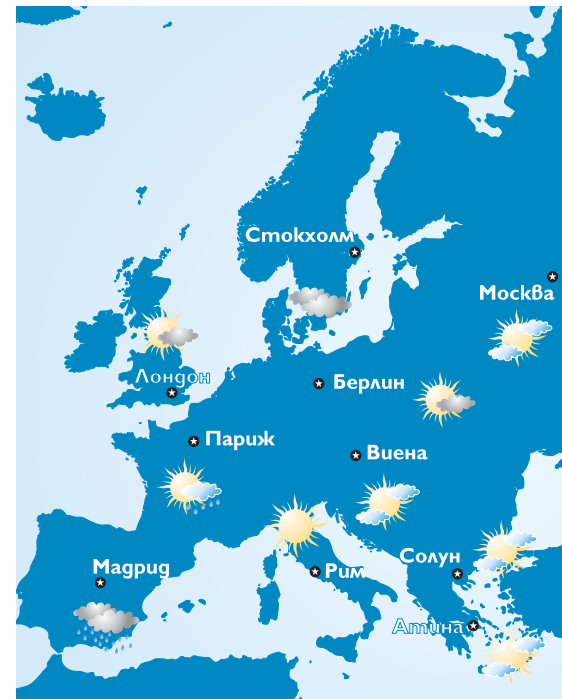 Стокхолм
Москва
Лондон
Берлин
Париж
Виена
Солун
Мадрид
Рим
Атина